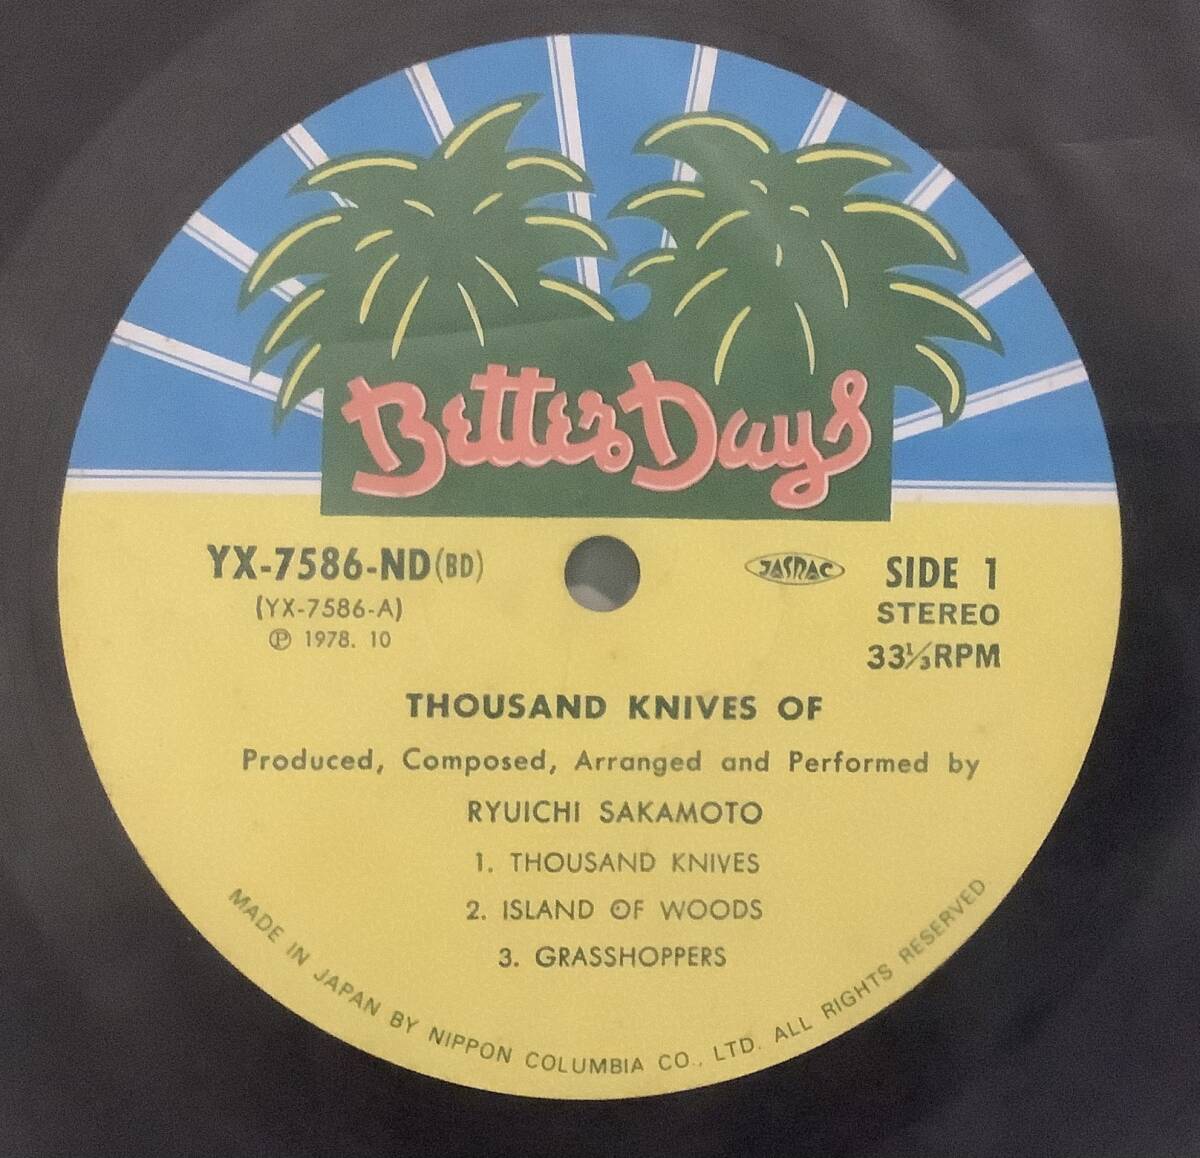 Better Days
YX-7586-ND(BD)
(YX-7586-A)
℗ 1978. 10
JASRAC
SIDE 1
STEREO
33⅓RPM
THOUSAND KNIVES OF
Produced, Composed, Arranged and Performed by
RYUICHI SAKAMOTO
1. THOUSAND KNIVES
2. ISLAND OF WOODS
3. GRASSHOPPERS
MADE IN JAPAN BY NIPPON COLUMBIA CO., LTD. ALL RIGHTS RESERVED